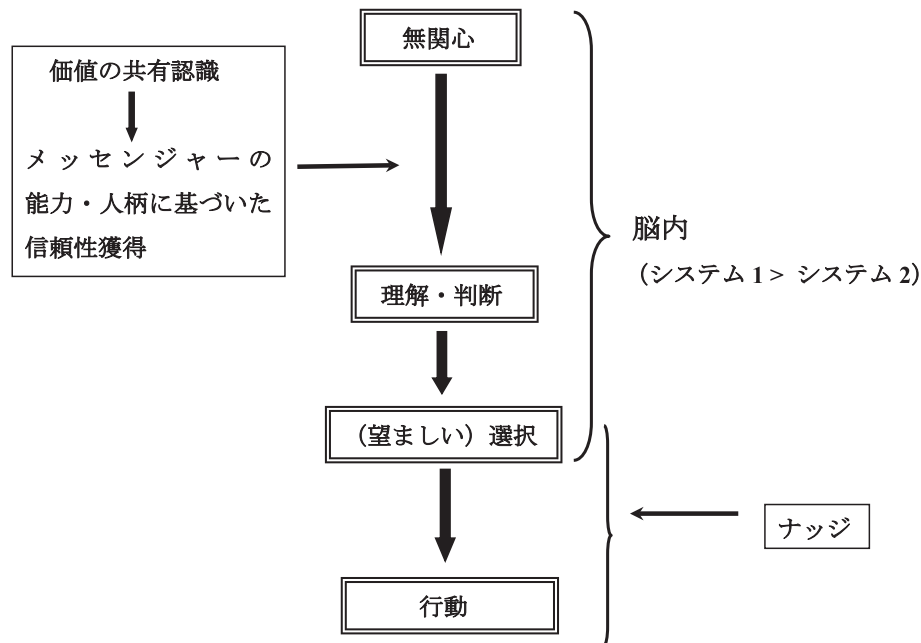 無関心
価値の共有認識
メッセンジャーの
能力・人柄に基づいた
信頼性獲得
脳内
（システム 1 > システム 2）
理解・判断
（望ましい）選択
ナッジ
行動